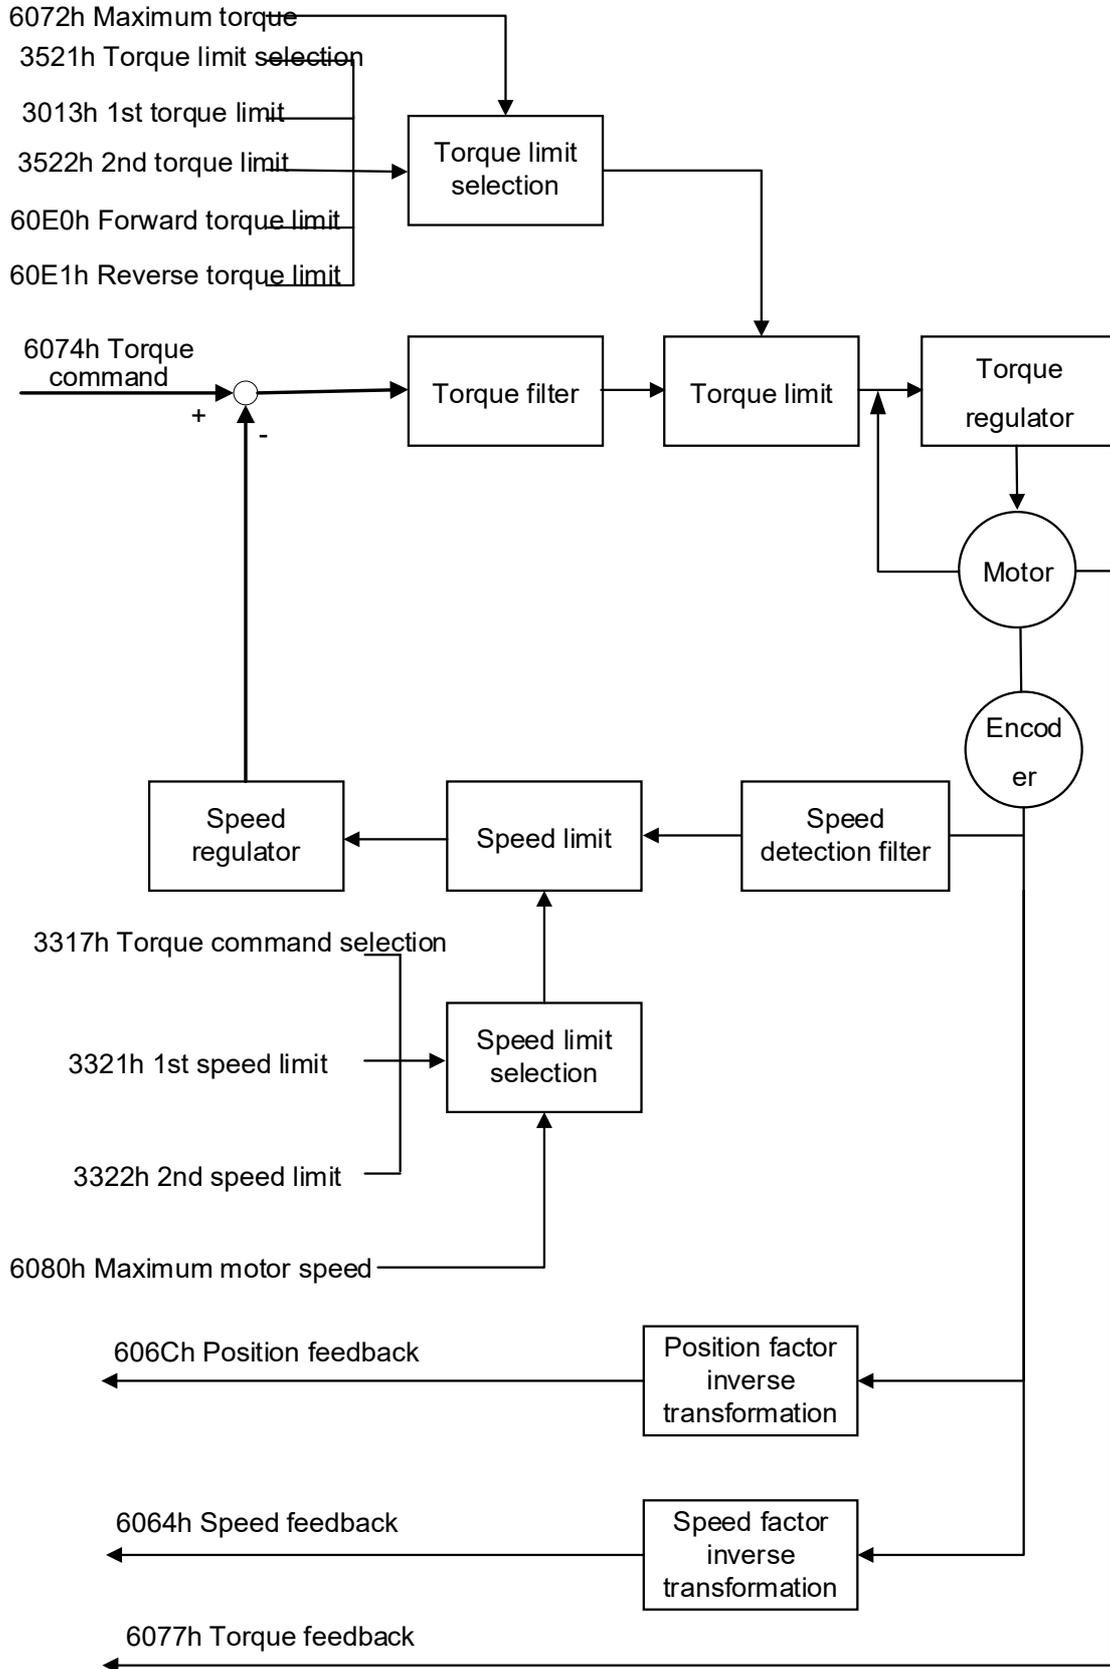 6072h Maximum torque
3521h Torque limit selection
3013h 1st torque limit
3522h 2nd torque limit
60E0h Forward torque limit
60E1h Reverse torque limit
Torque limit
selection
6074h Torque
command
+
-
Torque filter
Torque limit
Torque
regulator
Motor
Encod
er
Speed
regulator
Speed limit
Speed
detection filter
3317h Torque command selection
3321h 1st speed limit
3322h 2nd speed limit
Speed limit
selection
6080h Maximum motor speed
606Ch Position feedback
Position factor
inverse
transformation
6064h Speed feedback
Speed factor
inverse
transformation
6077h Torque feedback